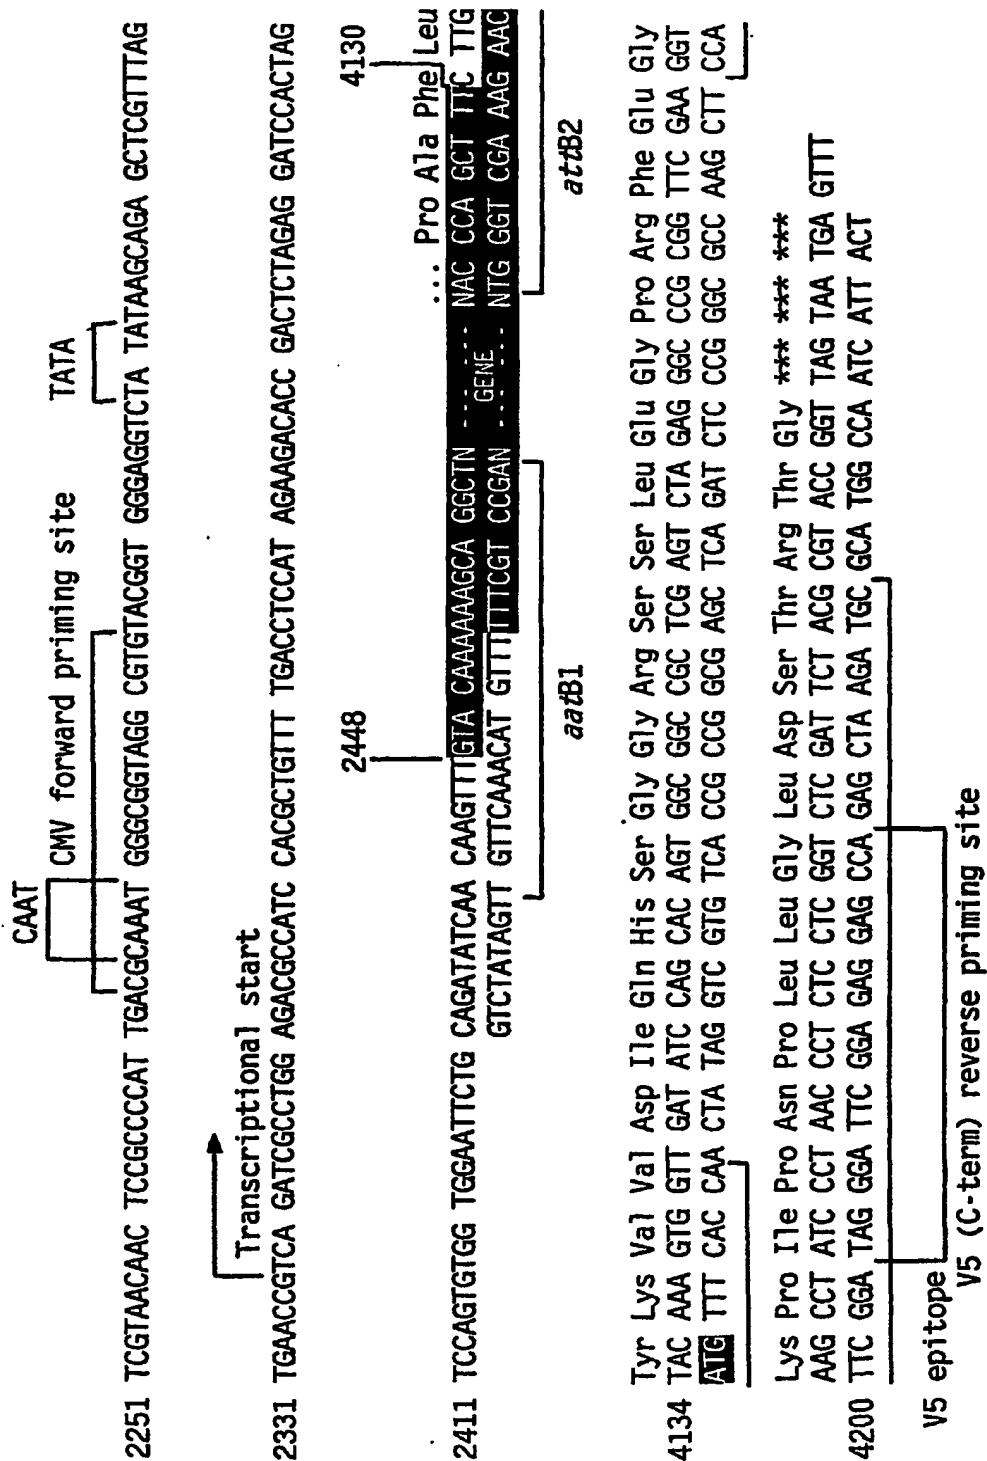 CAAT
CMV forward priming site
TATA
2251 TCGTAACAAC TCCGCCCCAT TGACGCAAAT GGGCGGTAGG CGTGTACGGT GGGAGGTCTA TATAAGCAGA GCTCGTTTAG
Transcriptional start
2331 TGAACCGTCA GATCGCCTGG AGACGCCATC CACGCTGTTT TGACCTCCAT AGAAGACACC GACTCTAGAG GATCCACTAG
2448
4130
... Pro Ala Phe Leu
2411 TCCAGTGTGG TGGAATTCTG CAGATATCAA CAAGTTTGTA CAAAAAAGCA GGCTN --- --- NAC CCA GCT TTC TTG
GENE
GTCTATAGTT GTTCAAACAT GTTTTTTCGT CCGAN --- --- NTG GGT CGA AAG AAC
aatB1
attB2
Tyr Lys Val Val Asp Ile Gln His Ser Gly Gly Arg Ser Ser Leu Glu Gly Pro Arg Phe Glu Gly
4134 TAC AAA GTG GTT GAT ATC CAG CAC AGT GGC GGC CGC TCG AGT CTA GAG GGC CCG CGG TTC GAA GGT
ATG TTT CAC CAA CTA TAG GTC GTG TCA CCG CCG GCG AGC TCA GAT CTC CCG GGC GCC AAG CTT CCA
Lys Pro Ile Pro Asn Pro Leu Leu Gly Leu Asp Ser Thr Arg Thr Gly *** *** ***
AAG CCT ATC CCT AAC CCT CTC CTC GGT CTC GAT TCT ACG CGT ACC GGT TAG TAA TGA GTTT
4200 TTC GGA TAG GGA TTC GGA GAG GAG CCA GAG CTA AGA TGC GCA TGG CCA ATC ATT ACT
V5 epitope
V5 (C-term) reverse priming site